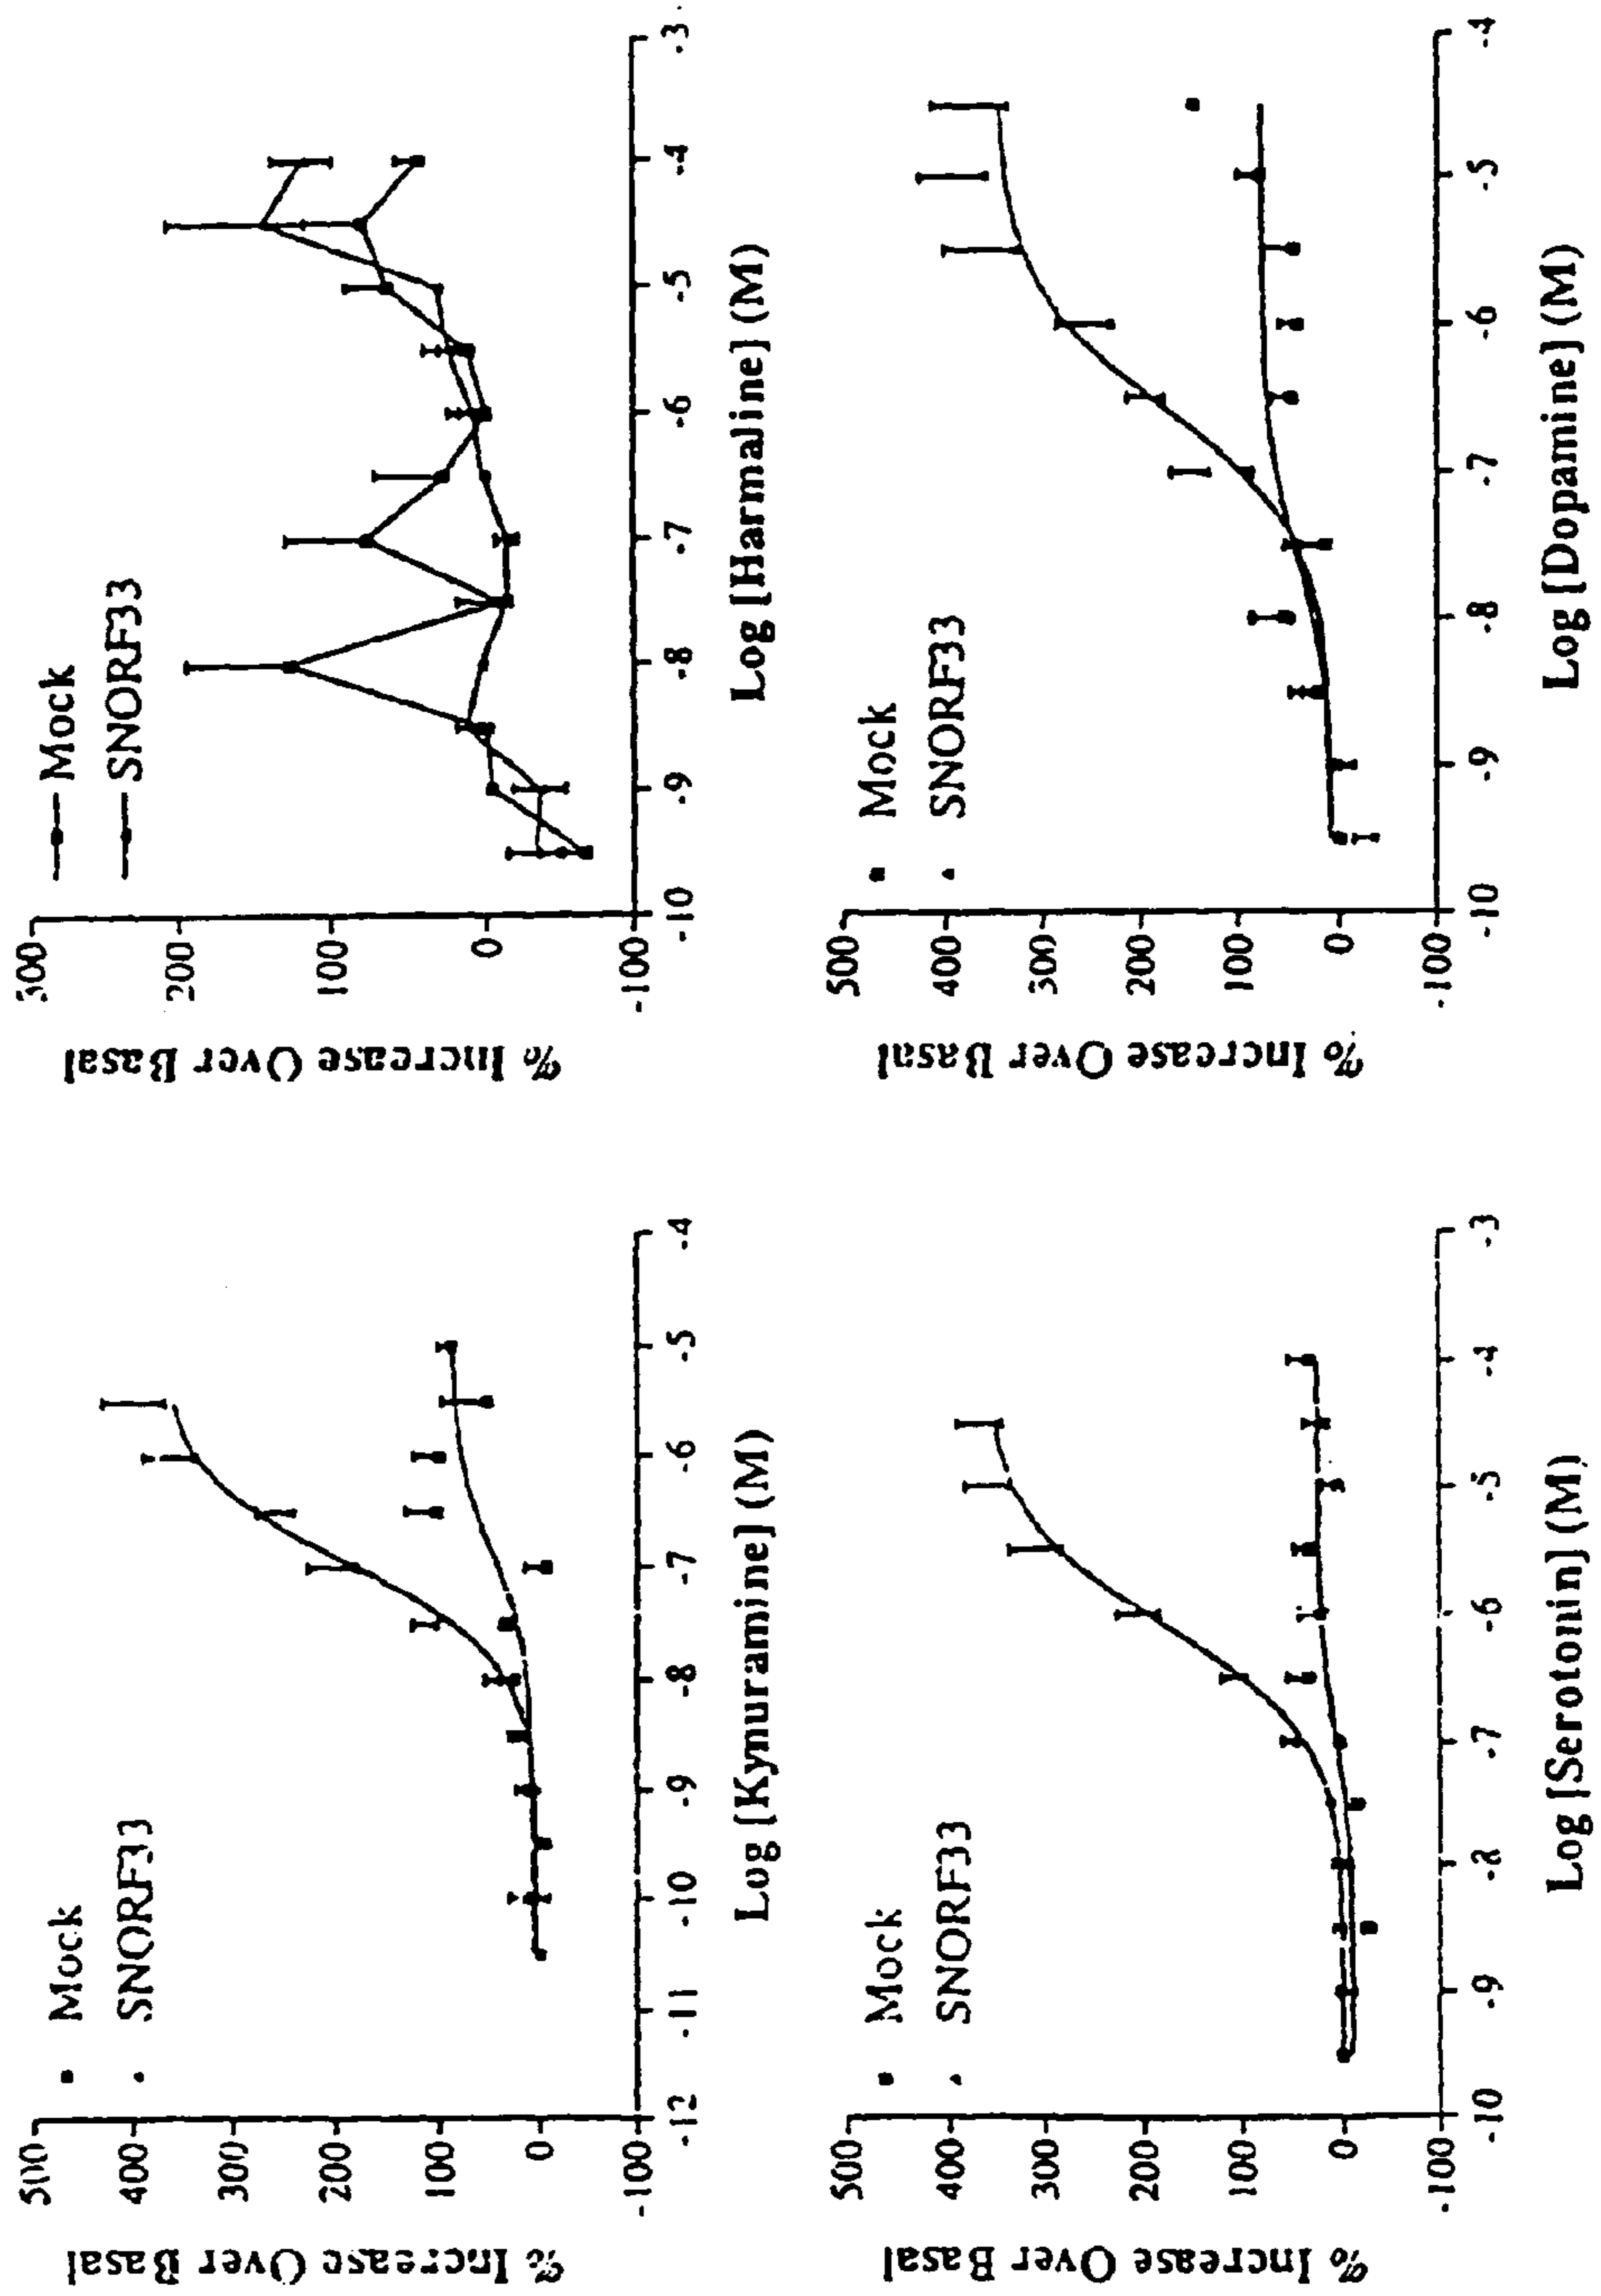 % Increase Over Basal
500
400
300
200
100
0
-100
Mock
SNORF33
-12 -11 -10 -9 -8 -7 -6 -5 -4
Log [Kynuramine] (M)
% Increase Over Basal
300
200
100
0
-100
Mock
SNORF33
-10 -9 -8 -7 -6 -5 -4 -3
Log [Harmaline] (M)
% Increase Over Basal
500
400
300
200
100
0
-100
Mock
SNORF33
-10 -9 -8 -7 -6 -5 -4 -3
Log [Serotonin] (M)
% Increase Over Basal
500
400
300
200
100
0
-100
Mock
SNORF33
-10 -9 -8 -7 -6 -5 -4
Log [Dopamine] (M)